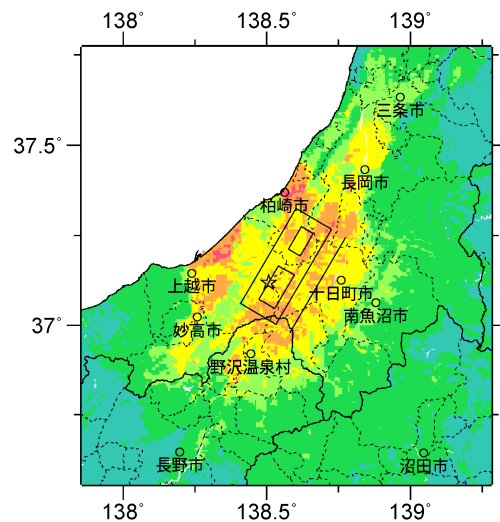 138° 138.5° 139°
三条市
37.5°
長岡市
柏崎市
上越市
十日町市
南魚沼市
37°
妙高市
野沢温泉村
長野市
沼田市
138° 138.5° 139°